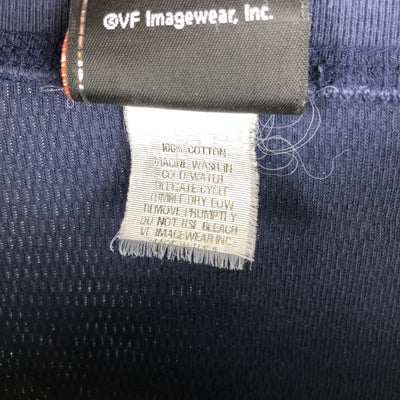 ©VF Imagewear, Inc.
100% COTTON
MACHINE WASH IN
COLD WATER
DELICATE CYCLE
TUMBLE DRY LOW
REMOVE PROMPTLY
DO NOT USE BLEACH
VF IMAGEWEAR INC.